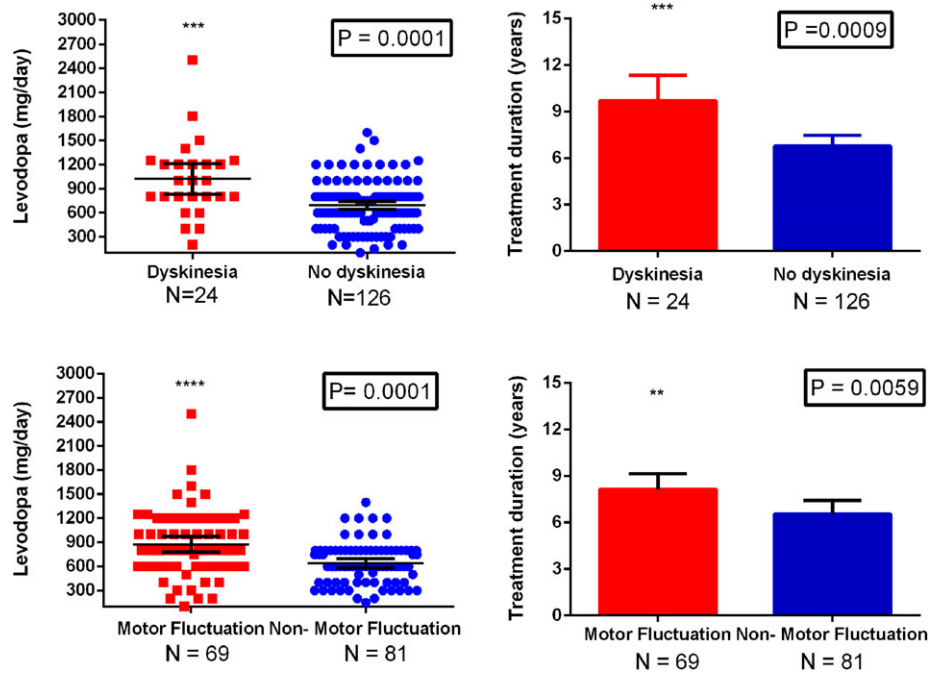 ***
P = 0.0001
Levodopa (mg/day)
3000
2700
2400
2100
1800
1500
1200
900
600
300
Dyskinesia
No dyskinesia
N=24
N=126
***
P =0.0009
Treatment duration (years)
15
12
9
6
3
0
Dyskinesia
No dyskinesia
N = 24
N = 126
****
P= 0.0001
Levodopa (mg/day)
3000
2700
2400
2100
1800
1500
1200
900
600
300
Motor Fluctuation Non- Motor Fluctuation
N = 69
N = 81
**
P = 0.0059
Treatment duration (years)
15
12
9
6
3
0
Motor Fluctuation Non- Motor Fluctuation
N = 69
N = 81